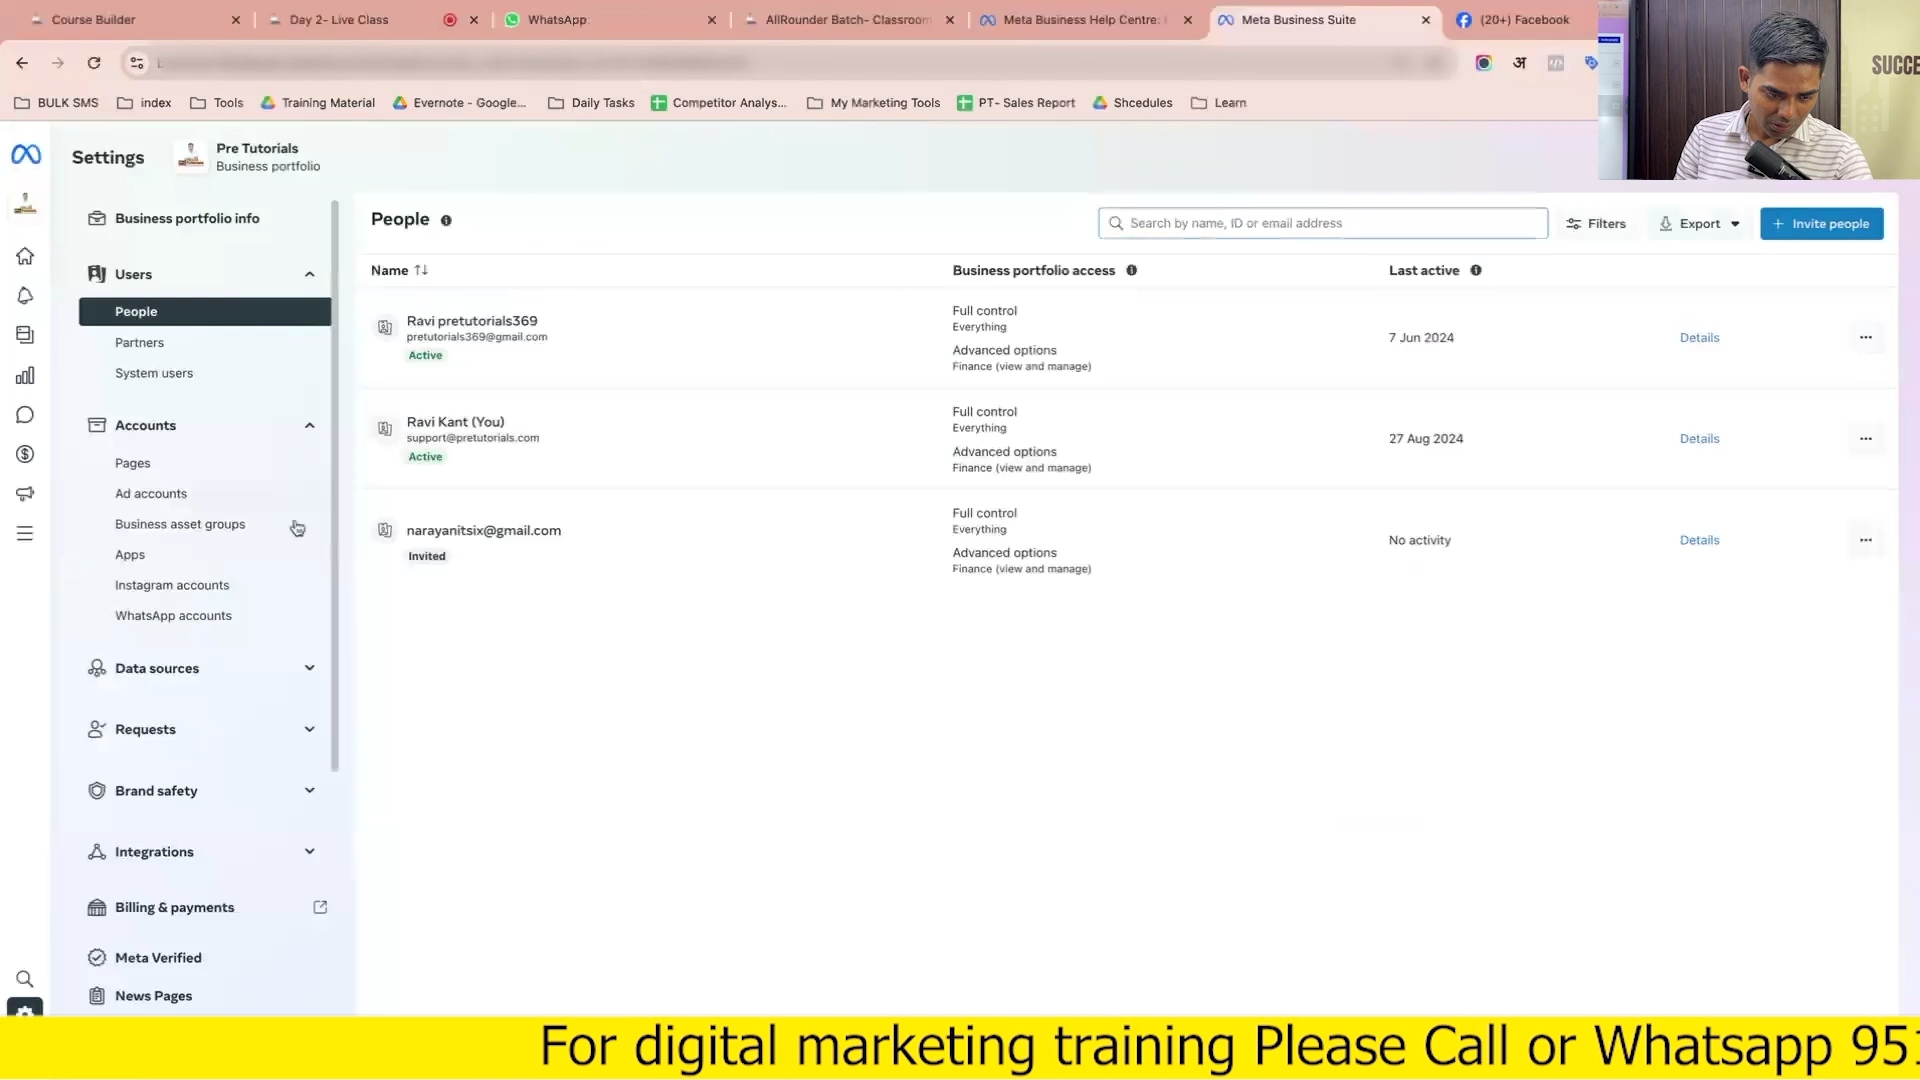 Course Builder
Day 2- Live Class
WhatsApp
AllRounder Batch- Classroom
Meta Business Help Centre:
Meta Business Suite
(20+) Facebook
BULK SMS
index
Tools
Training Material
Evernote - Google...
Daily Tasks
Competitor Analys...
My Marketing Tools
PT- Sales Report
Shcedules
Learn
SUCCE
Settings
Pre Tutorials
Business portfolio
Business portfolio info
Users
People
Partners
System users
Accounts
Pages
Ad accounts
Business asset groups
Apps
Instagram accounts
WhatsApp accounts
Data sources
Requests
Brand safety
Integrations
Billing & payments
Meta Verified
News Pages
People
Search by name, ID or email address
Filters
Export
+ Invite people
Name
Business portfolio access
Last active
Ravi pretutorials369
pretutorials369@gmail.com
Active
Full control
Everything
Advanced options
Finance (view and manage)
7 Jun 2024
Details
Ravi Kant (You)
support@pretutorials.com
Active
Full control
Everything
Advanced options
Finance (view and manage)
27 Aug 2024
Details
narayanitsix@gmail.com
Invited
Full control
Everything
Advanced options
Finance (view and manage)
No activity
Details
For digital marketing training Please Call or Whatsapp 95